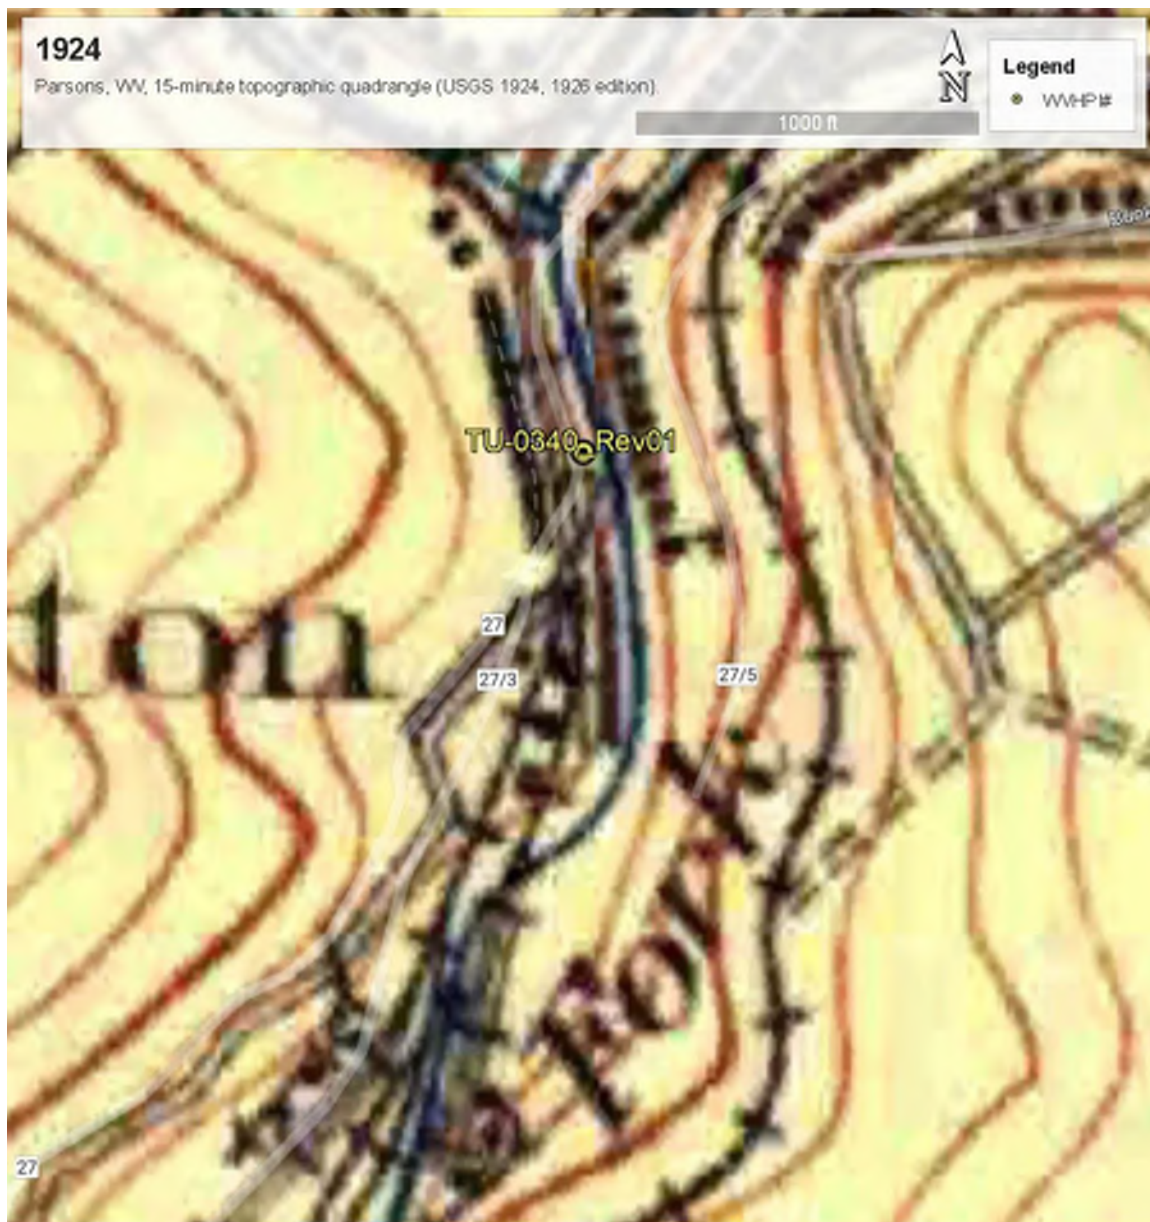 1924
Parsons, WV, 15-minute topographic quadrangle (USGS 1924, 1926 edition).
N
Legend
WVHPI#
1000 ft
TU-0340_Rev01
ton
27
27/3
27/5
27